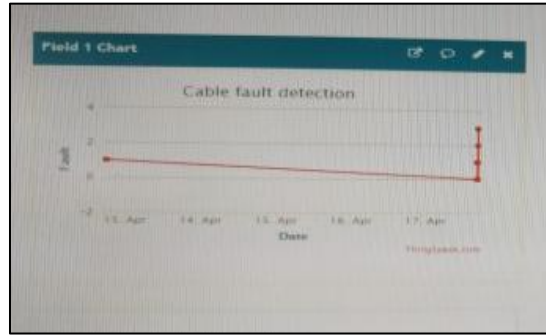 Field 1 Chart
Cable fault detection
4
2
0
-2
Fault
13. Apr 14. Apr 15. Apr 16. Apr 17. Apr
Date
ThingSpeak.com